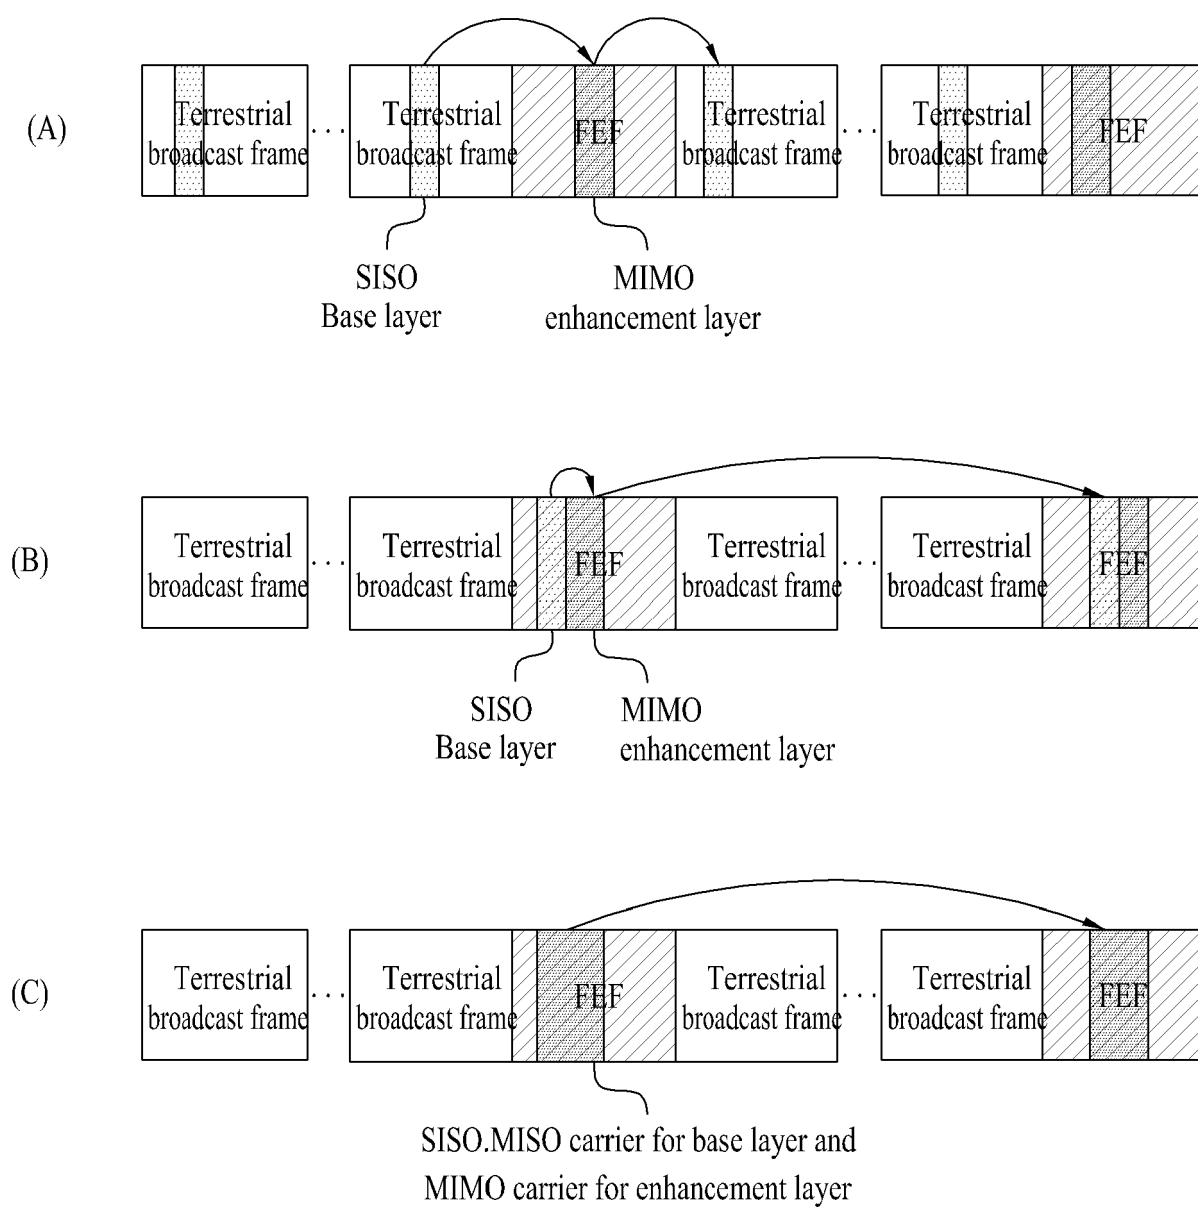 (A)
Terrestrial
broadcast frame
. . .
Terrestrial
broadcast frame
FEF
Terrestrial
broadcast frame
. . .
Terrestrial
broadcast frame
FEF
SISO
Base layer
MIMO
enhancement layer
(B)
Terrestrial
broadcast frame
. . .
Terrestrial
broadcast frame
FEF
Terrestrial
broadcast frame
. . .
Terrestrial
broadcast frame
FEF
SISO
Base layer
MIMO
enhancement layer
(C)
Terrestrial
broadcast frame
. . .
Terrestrial
broadcast frame
FEF
Terrestrial
broadcast frame
. . .
Terrestrial
broadcast frame
FEF
SISO.MISO carrier for base layer and
MIMO carrier for enhancement layer